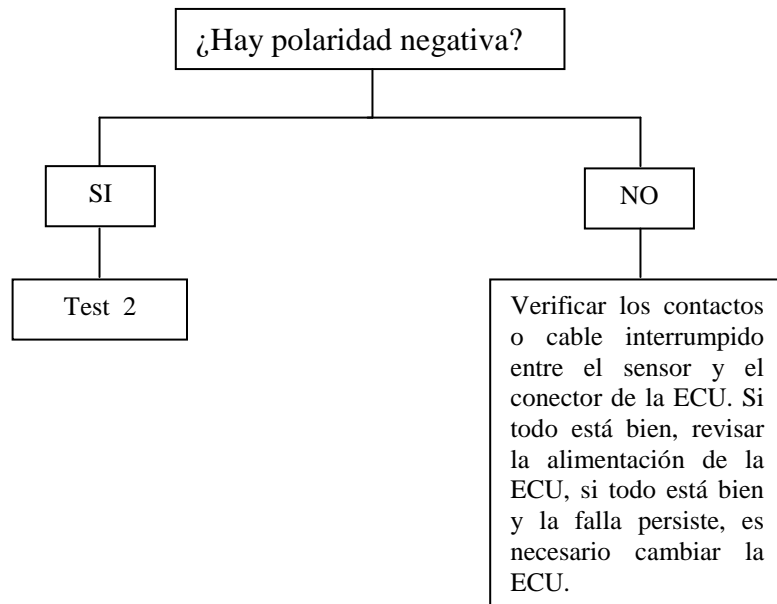 ¿Hay polaridad negativa?
SI
NO
Test 2
Verificar los contactos
o cable interrumpido
entre el sensor y el
conector de la ECU. Si
todo está bien, revisar
la alimentación de la
ECU, si todo está bien
y la falla persiste, es
necesario cambiar la
ECU.